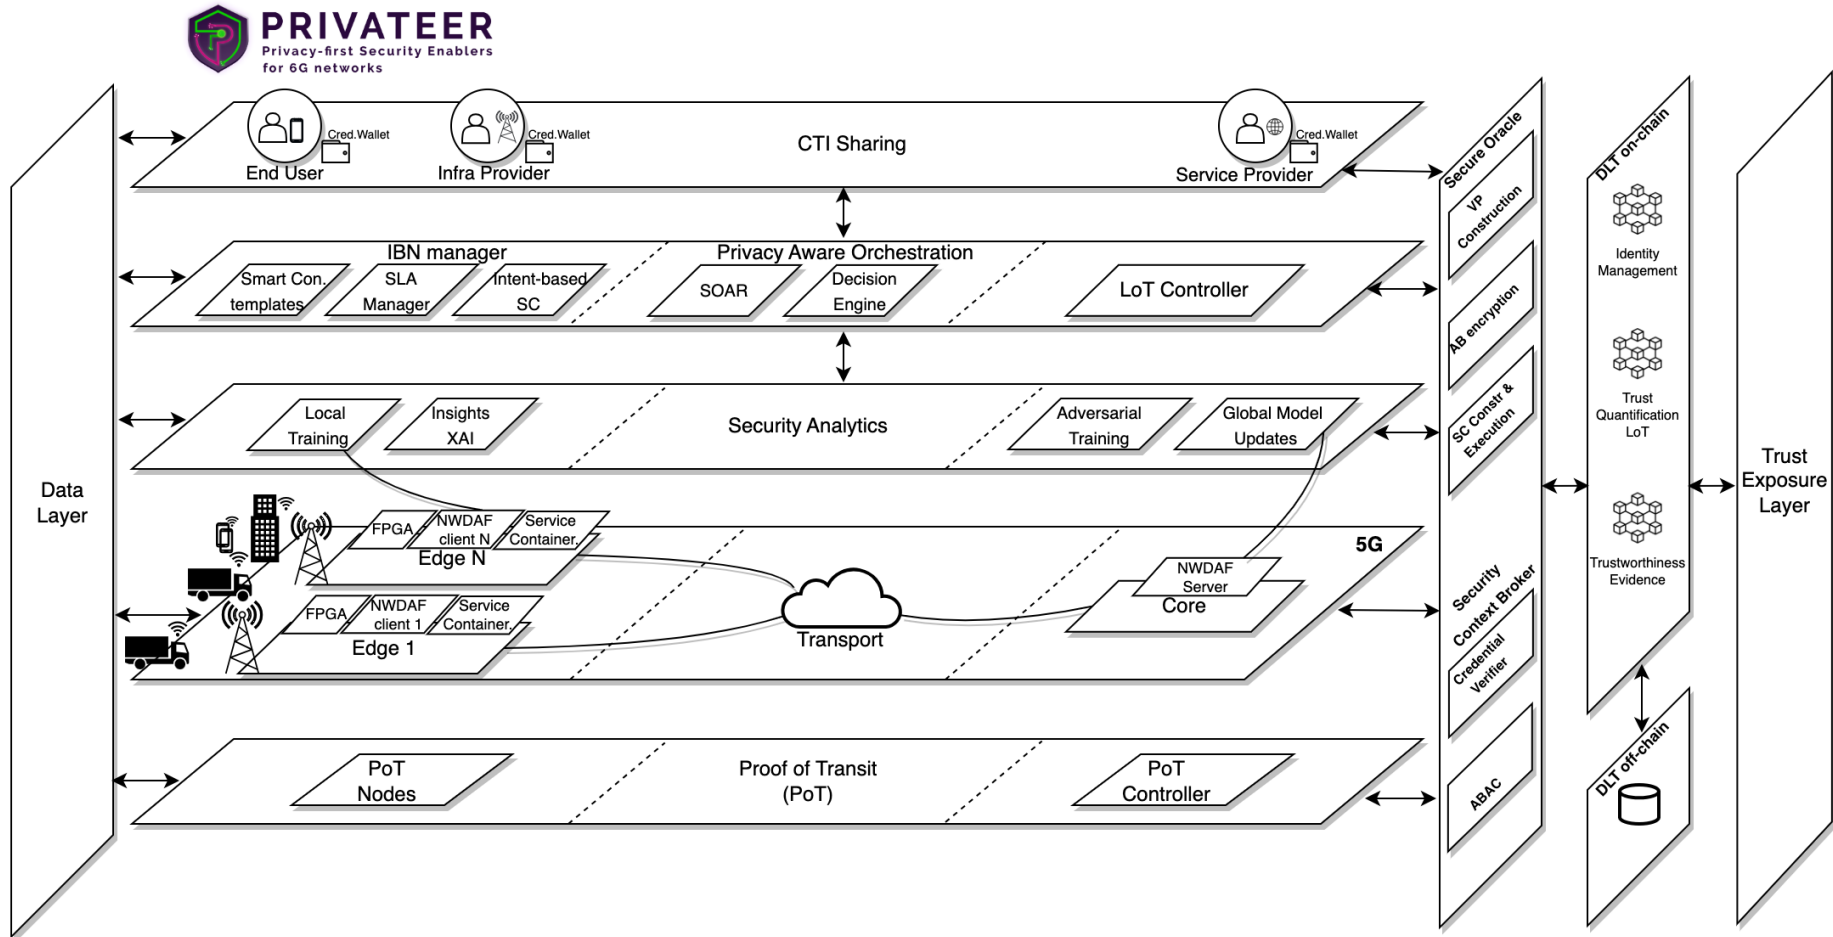 PRIVATEER
Privacy-first Security Enablers
for 6G networks
Data
Layer
Cred.Wallet
End User
Cred.Wallet
Infra Provider
CTI Sharing
Cred.Wallet
Service Provider
IBN manager
Smart Con.
templates
SLA
Manager
Intent-based
SC
Privacy Aware Orchestration
SOAR
Decision
Engine
LoT Controller
Local
Training
Insights
XAI
Security Analytics
Adversarial
Training
Global Model
Updates
FPGA
NWDAF
client N
Service
Container.
Edge N
FPGA
NWDAF
client 1
Service
Container.
Edge 1
Transport
5G
NWDAF
Server
Core
PoT
Nodes
Proof of Transit
(PoT)
PoT
Controller
Secure Oracle
VP
Construction
AB encryption
SC Constr &
Execution
Security
Context Broker
Credential
Verifier
ABAC
DLT on-chain
Identity
Management
Trust
Quantification
LoT
Trustworthiness
Evidence
DLT off-chain
Trust
Exposure
Layer